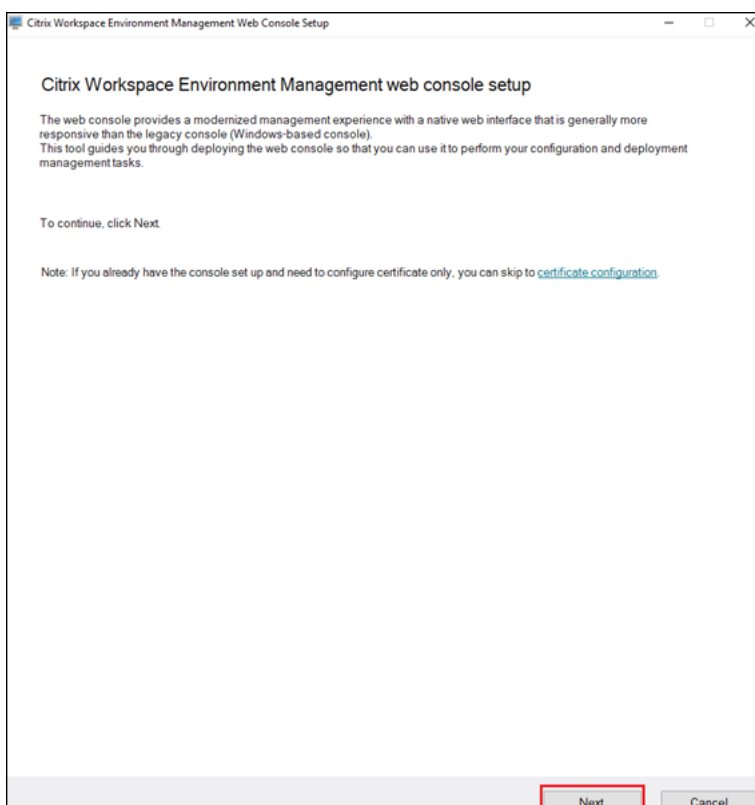 Citrix Workspace Environment Management Web Console Setup
Citrix Workspace Environment Management web console setup
The web console provides a modernized management experience with a native web interface that is generally more
responsive than the legacy console (Windows-based console).
This tool guides you through deploying the web console so that you can use it to perform your configuration and deployment
management tasks.
To continue, click Next.
Note: If you already have the console set up and need to configure certificate only, you can skip to certificate configuration.
Next
Cancel